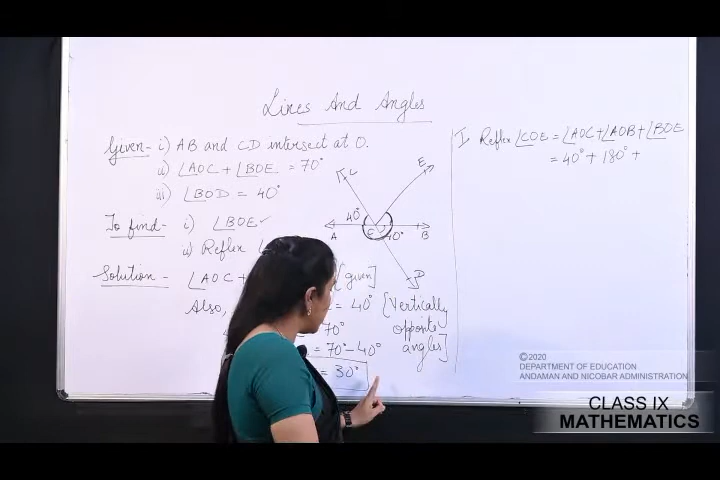 Lines And Angles
Given- i) AB and CD intersect at O.
ii) ∠AOC + ∠BOE = 70°
iii) ∠BOD = 40°
To find- i) ∠BOE
ii) Reflex
Solution- ∠AOC + [given]
Also, = 40° [Vertically
70° opposite
= 70° - 40° angles]
= 30°
C
E
40°
A
40°
B
D
I Reflex ∠COE = ∠AOC + ∠AOB + ∠BOE
= 40° + 180° +
©2020
DEPARTMENT OF EDUCATION
ANDAMAN AND NICOBAR ADMINISTRATION
CLASS IX
MATHEMATICS